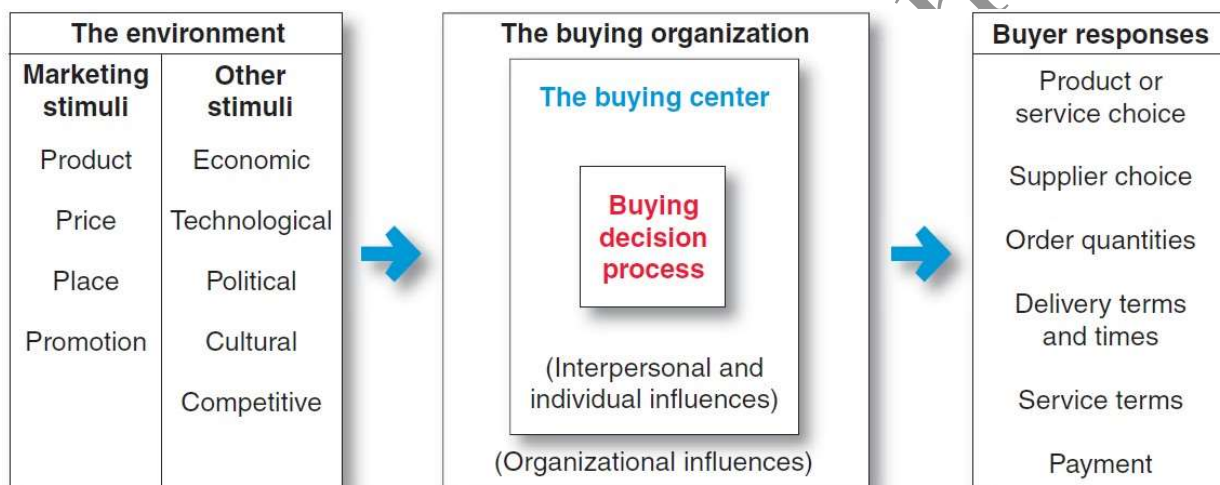 The environment
Marketing
stimuli
Other
stimuli
Product
Economic
Price
Technological
Place
Political
Promotion
Cultural
Competitive
The buying organization
The buying center
Buying
decision
process
(Interpersonal and
individual influences)
(Organizational influences)
Buyer responses
Product or
service choice
Supplier choice
Order quantities
Delivery terms
and times
Service terms
Payment